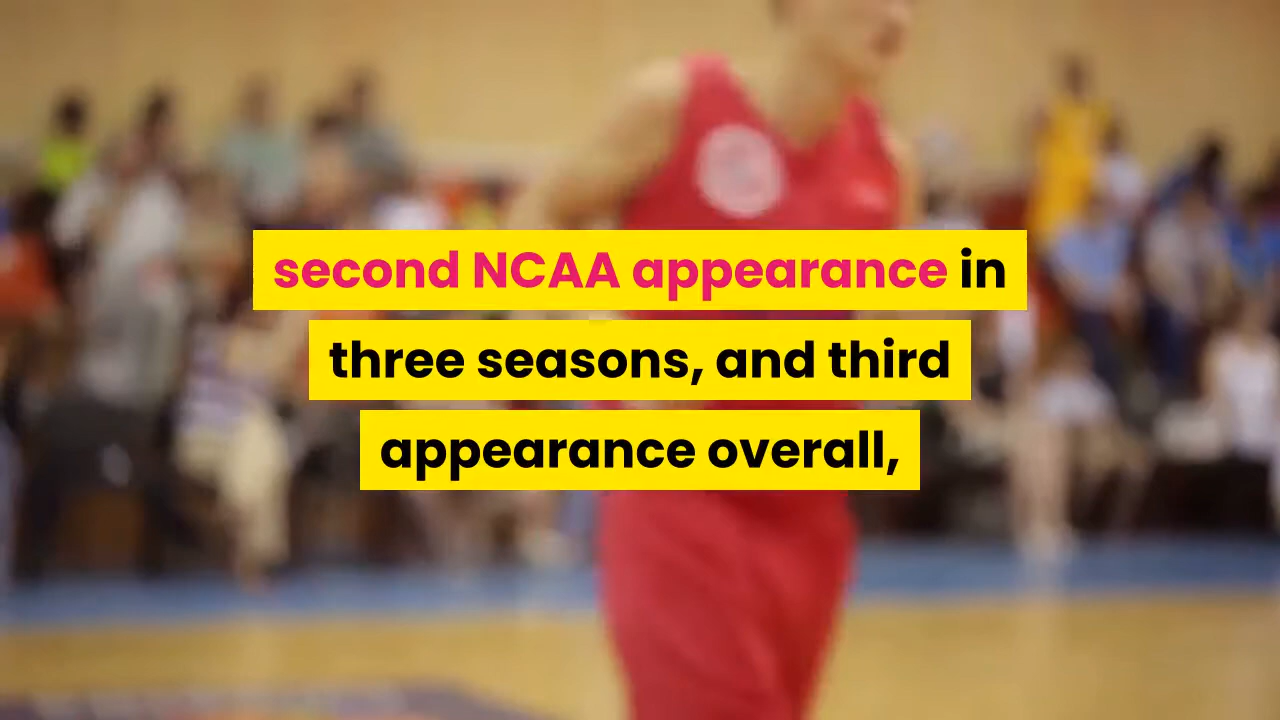 second NCAA appearance in
three seasons, and third
appearance overall,